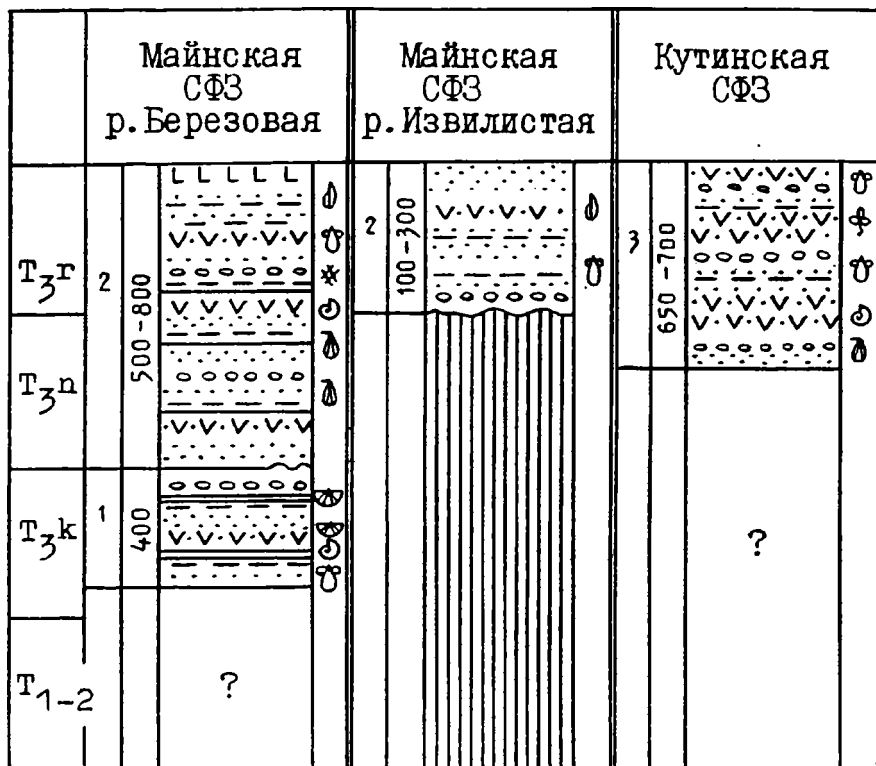 Майнская
СФЗ
р.Березовая
Майнская
СФЗ
р.Извилистая
Кутинская
СФЗ
T3r
T3n
T3k
T1-2
2
500-800
1
400
?
2
100-300
3
650-700
?